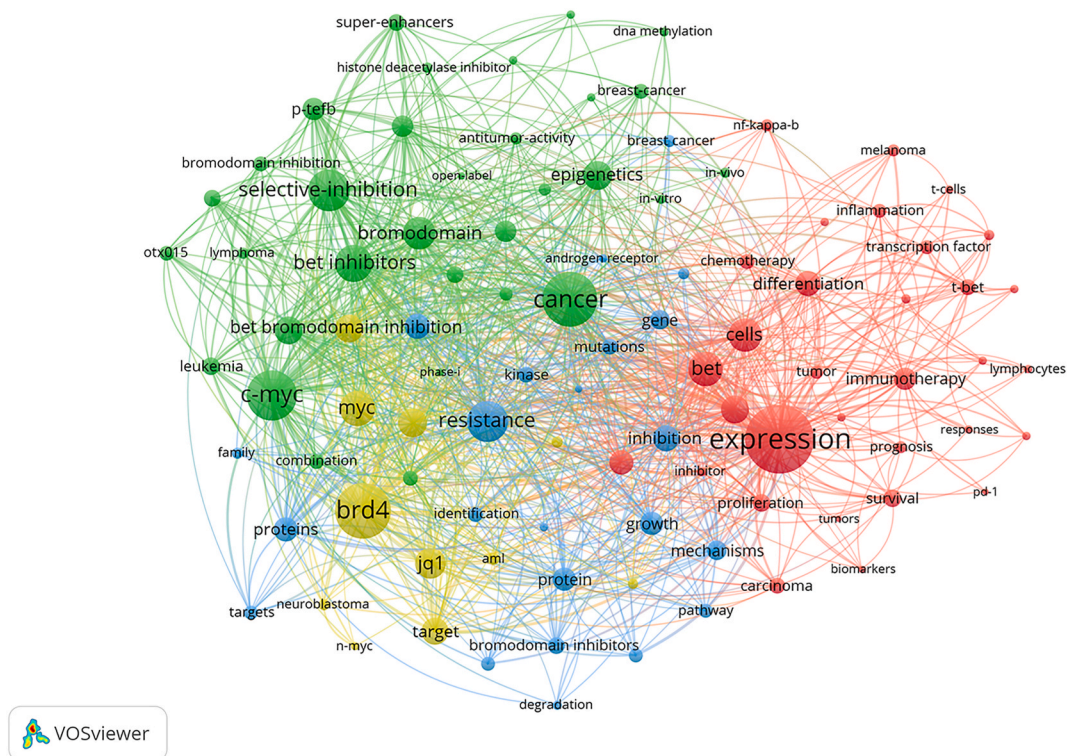 super-enhancers
dna methylation
histone deacetylase inhibitor
breast-cancer
p-tefb
nf-kappa-b
antitumor-activity
breast cancer
melanoma
bromodomain inhibition
open-label
epigenetics
in-vivo
selective-inhibition
t-cells
in-vitro
inflammation
bromodomain
transcription factor
otx015
lymphoma
bet inhibitors
androgen receptor
chemotherapy
differentiation
t-bet
cancer
bet bromodomain inhibition
gene
cells
mutations
leukemia
phase-i
kinase
bet
tumor
immunotherapy
lymphocytes
c-myc
myc
resistance
inhibition
expression
responses
family
combination
inhibitor
prognosis
pd-1
brd4
identification
proliferation
survival
proteins
growth
tumors
mechanisms
jq1
aml
protein
carcinoma
biomarkers
targets
neuroblastoma
pathway
target
n-myc
bromodomain inhibitors
degradation
VOSviewer